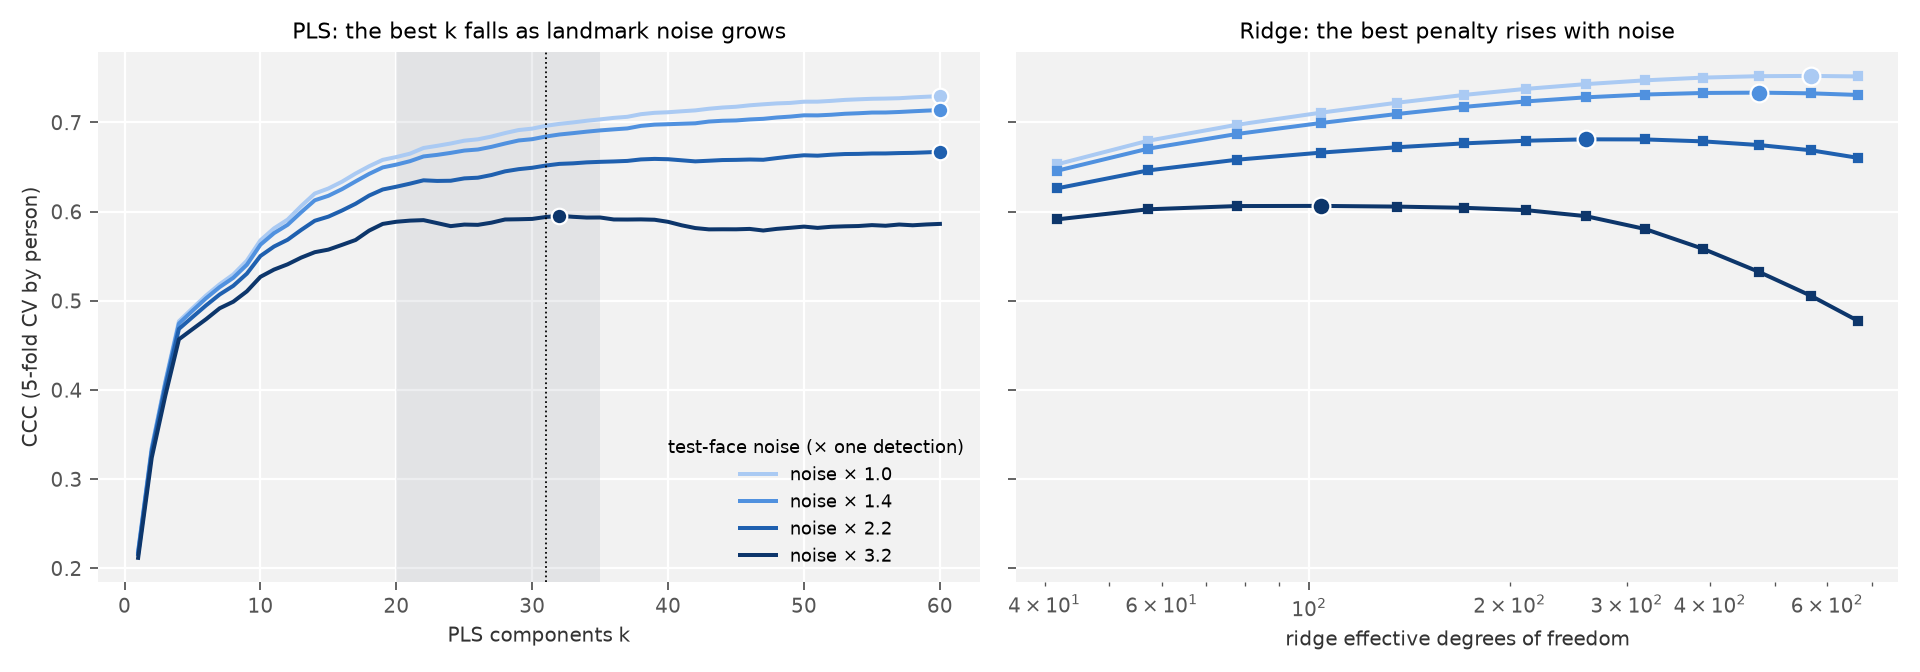 PLS: the best k falls as landmark noise grows
CCC (5-fold CV by person)
0.7
0.6
0.5
0.4
0.3
0.2
test-face noise (× one detection)
noise × 1.0
noise × 1.4
noise × 2.2
noise × 3.2
0 10 20 30 40 50 60
PLS components k
Ridge: the best penalty rises with noise
4 × 10¹ 6 × 10¹ 10² 2 × 10² 3 × 10² 4 × 10² 6 × 10²
ridge effective degrees of freedom